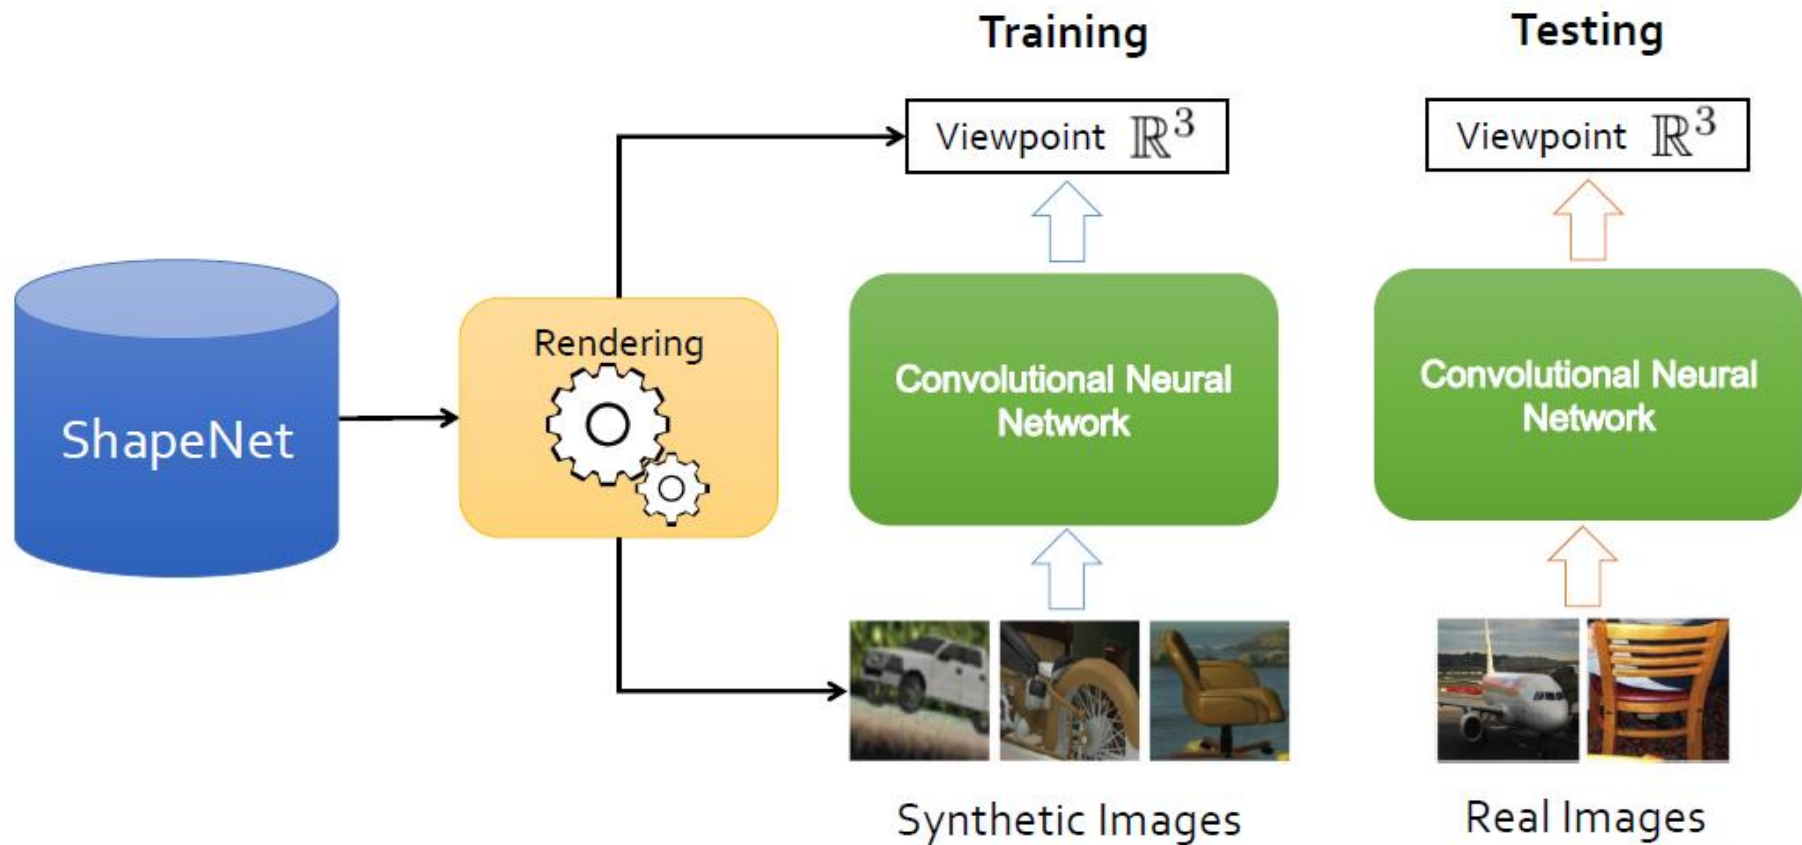 Training
Testing
Viewpoint ℝ³
Viewpoint ℝ³
ShapeNet
Rendering
Convolutional Neural
Network
Convolutional Neural
Network
Synthetic Images
Real Images